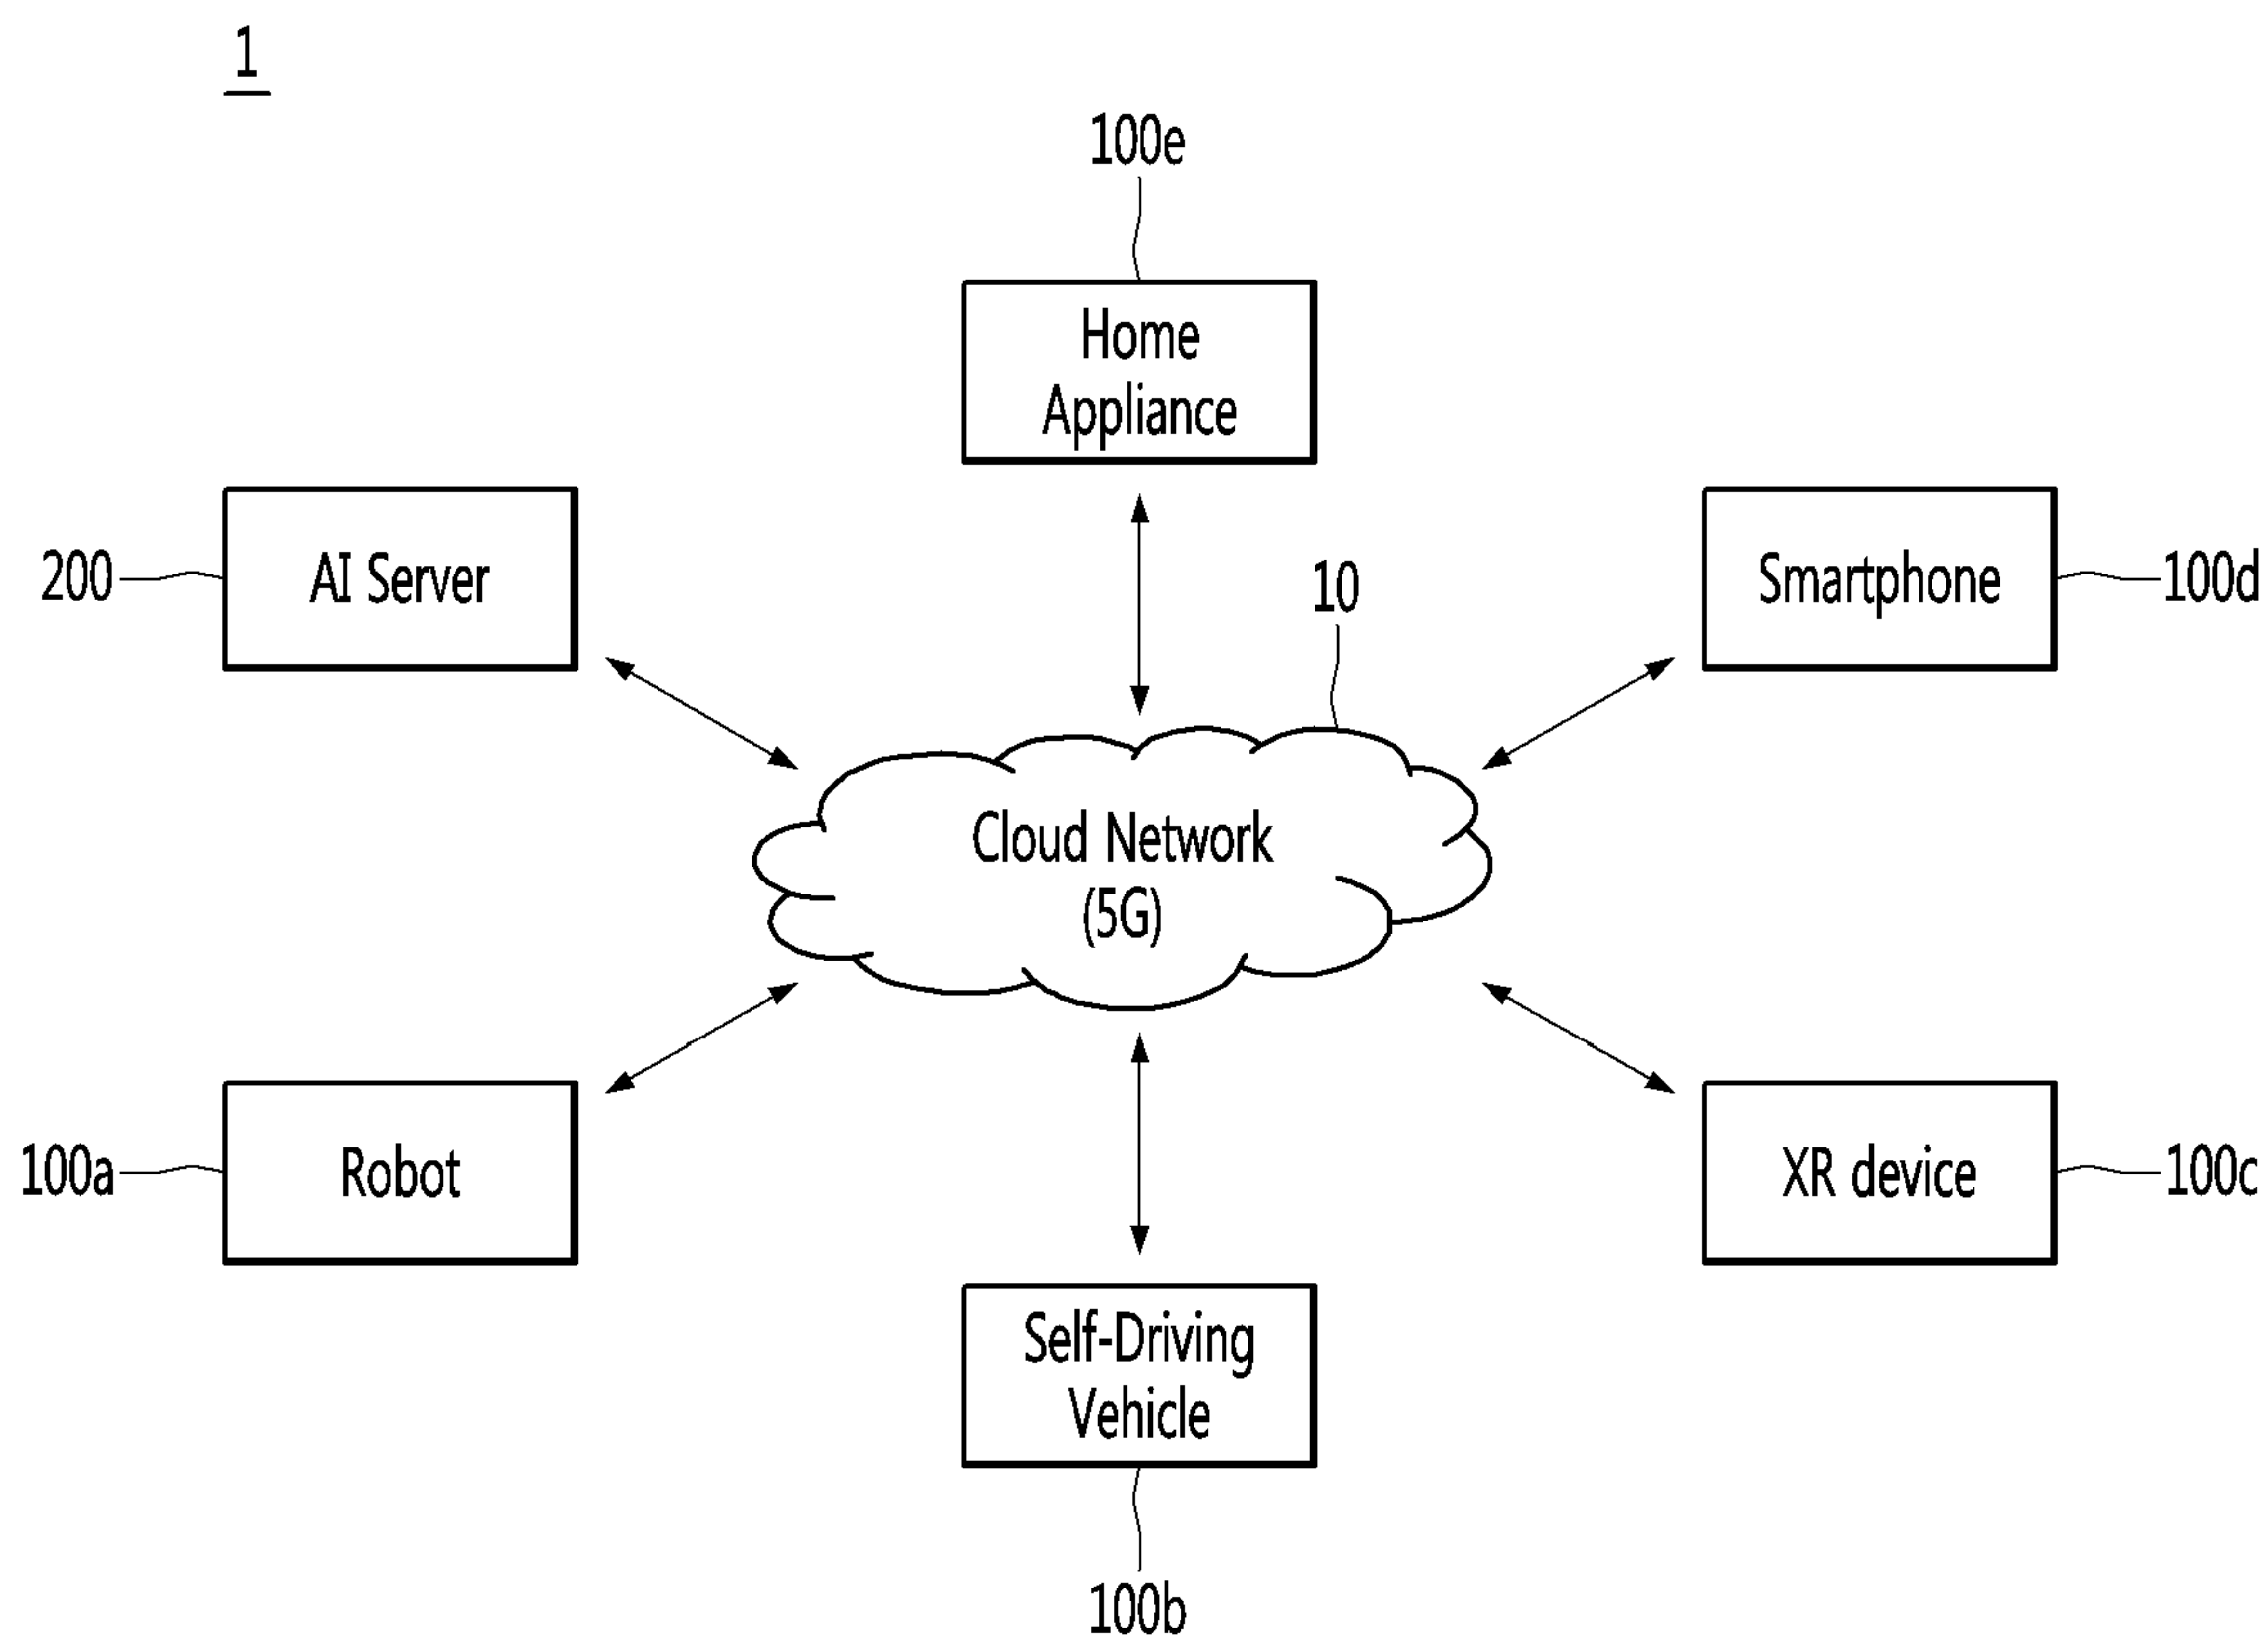 1
100e
Home
Appliance
200
AI Server
10
Smartphone
100d
Cloud Network
(5G)
100a
Robot
XR device
100c
Self-Driving
Vehicle
100b